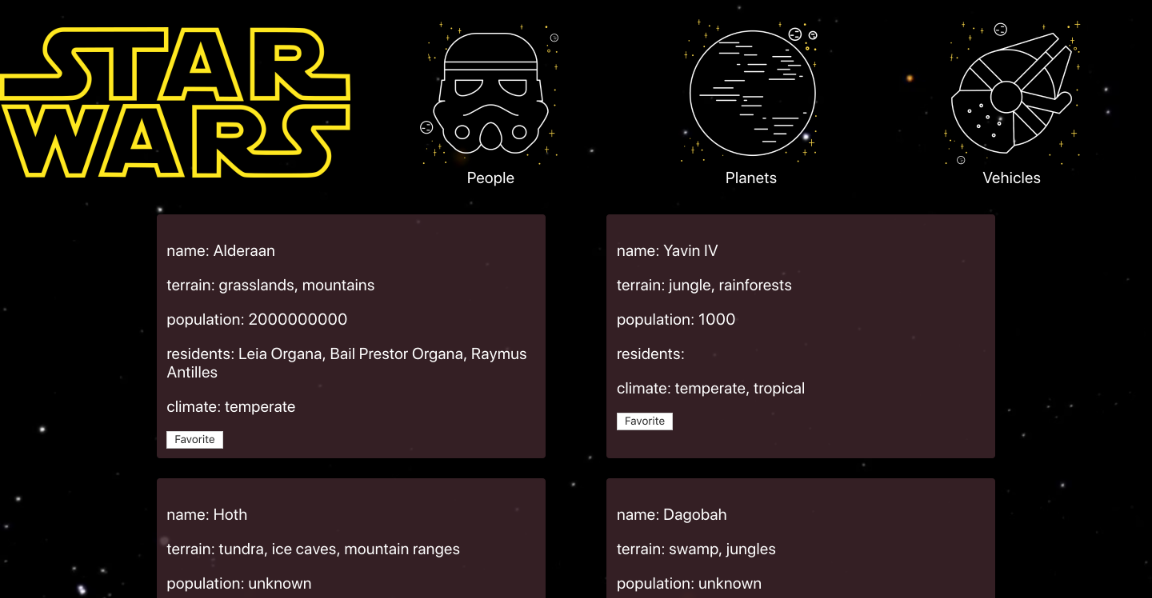 STAR
WARS
People
Planets
Vehicles
name: Alderaan
terrain: grasslands, mountains
population: 2000000000
residents: Leia Organa, Bail Prestor Organa, Raymus
Antilles
climate: temperate
Favorite
name: Yavin IV
terrain: jungle, rainforests
population: 1000
residents:
climate: temperate, tropical
Favorite
name: Hoth
terrain: tundra, ice caves, mountain ranges
population: unknown
name: Dagobah
terrain: swamp, jungles
population: unknown